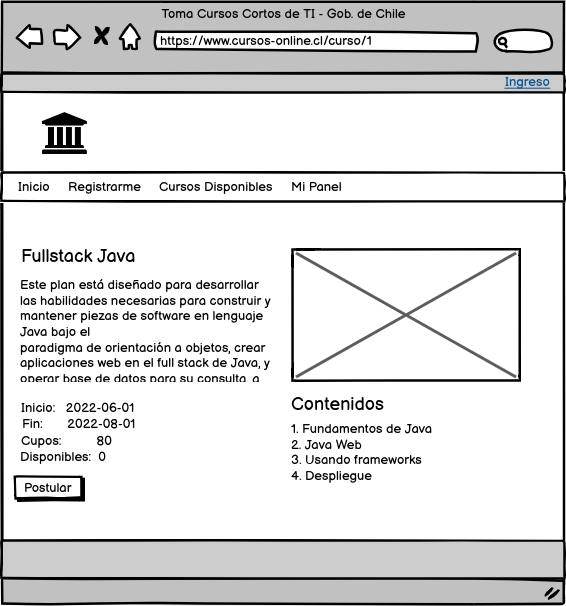 Toma Cursos Cortos de TI - Gob. de Chile
https://www.cursos-online.cl/curso/1
Ingreso
Inicio Registrarme Cursos Disponibles Mi Panel
Fullstack Java
Este plan está diseñado para desarrollar
las habilidades necesarias para construir y
mantener piezas de software en lenguaje
Java bajo el
paradigma de orientación a objetos, crear
aplicaciones web en el full stack de Java, y
operar base de datos para su consulta, a
Inicio: 2022-06-01
Fin: 2022-08-01
Cupos: 80
Disponibles: 0
Postular
Contenidos
1. Fundamentos de Java
2. Java Web
3. Usando frameworks
4. Despliegue